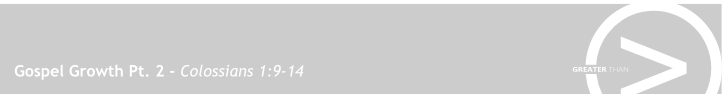 Gospel Growth Pt. 2 - Colossians 1:9-14
GREATER THAN